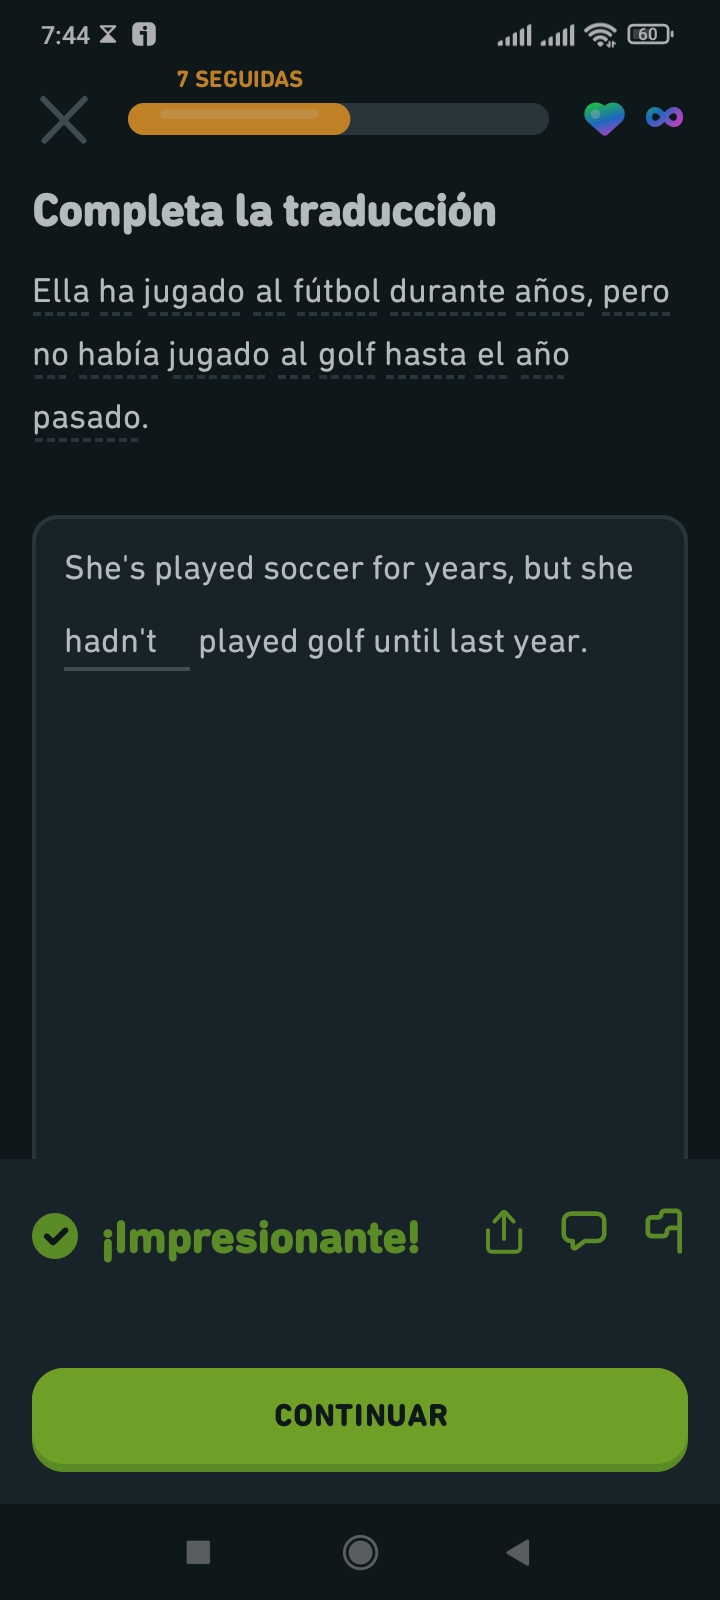 7:44
60
7 SEGUIDAS
Completa la traducción
Ella ha jugado al fútbol durante años, pero
no había jugado al golf hasta el año
pasado.
She's played soccer for years, but she
hadn't played golf until last year.
¡Impresionante!
CONTINUAR